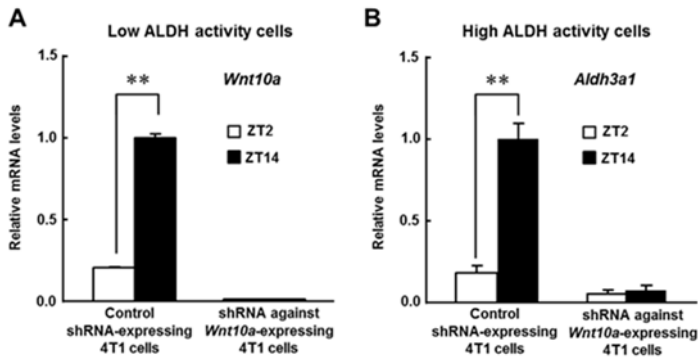 A
Low ALDH activity cells
Relative mRNA levels
1.5
1.0
0.5
0.0
**
Wnt10a
ZT2
ZT14
Control
shRNA-expressing
4T1 cells
shRNA against
Wnt10a-expressing
4T1 cells
B
High ALDH activity cells
Relative mRNA levels
1.5
1.0
0.5
0.0
**
Aldh3a1
ZT2
ZT14
Control
shRNA-expressing
4T1 cells
shRNA against
Wnt10a-expressing
4T1 cells